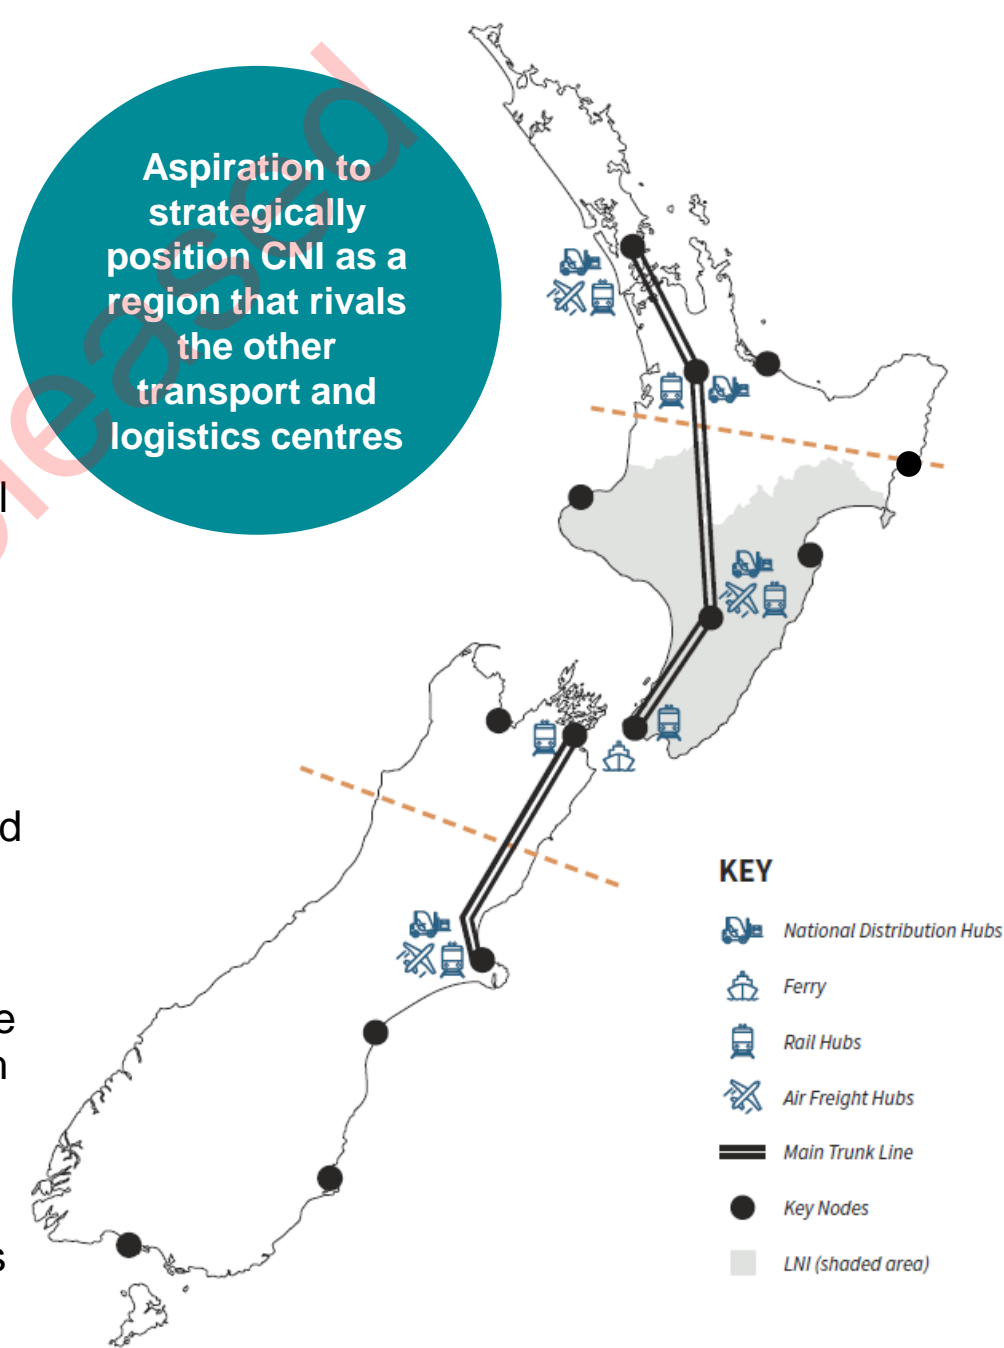 Aspiration to
strategically
position CNI as a
region that rivals
the other
transport and
logistics centres
KEY
National Distribution Hubs
Ferry
Rail Hubs
Air Freight Hubs
Main Trunk Line
Key Nodes
LNI (shaded area)